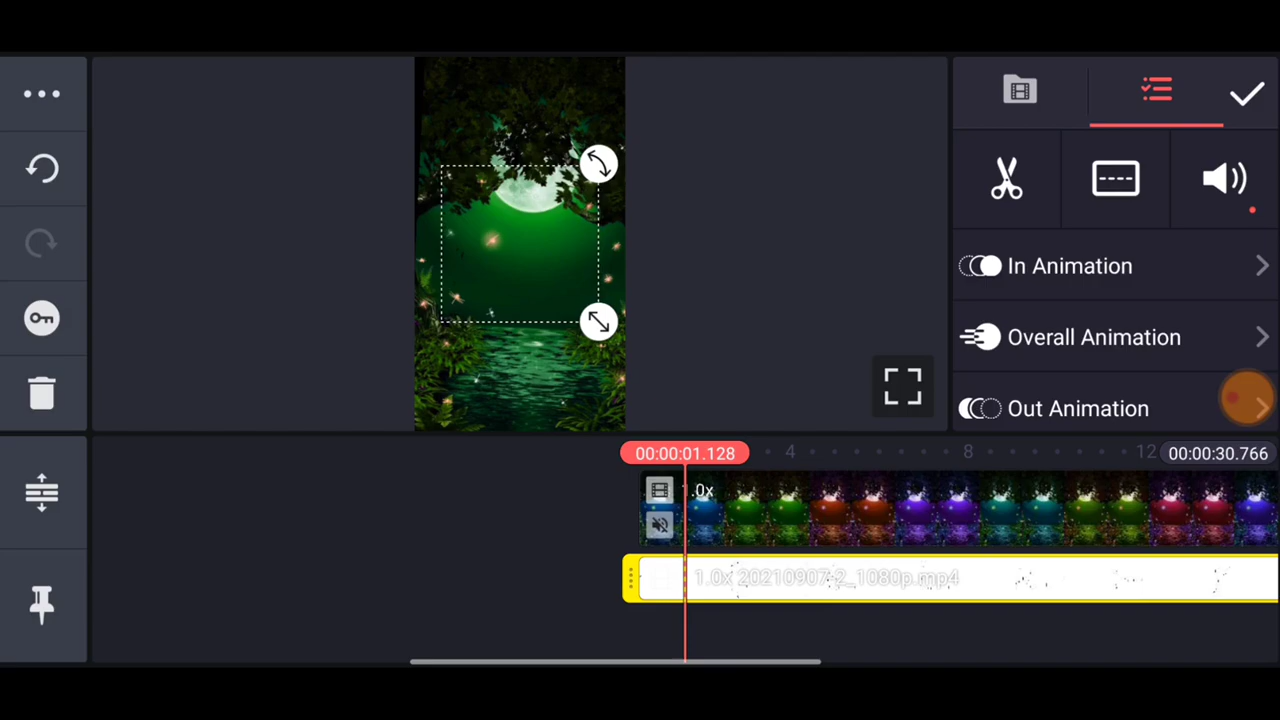 In Animation
Overall Animation
Out Animation
00:00:01.128
4
8
12
00:00:30.766
1.0x
1.0x 20210907-2_1080p.mp4